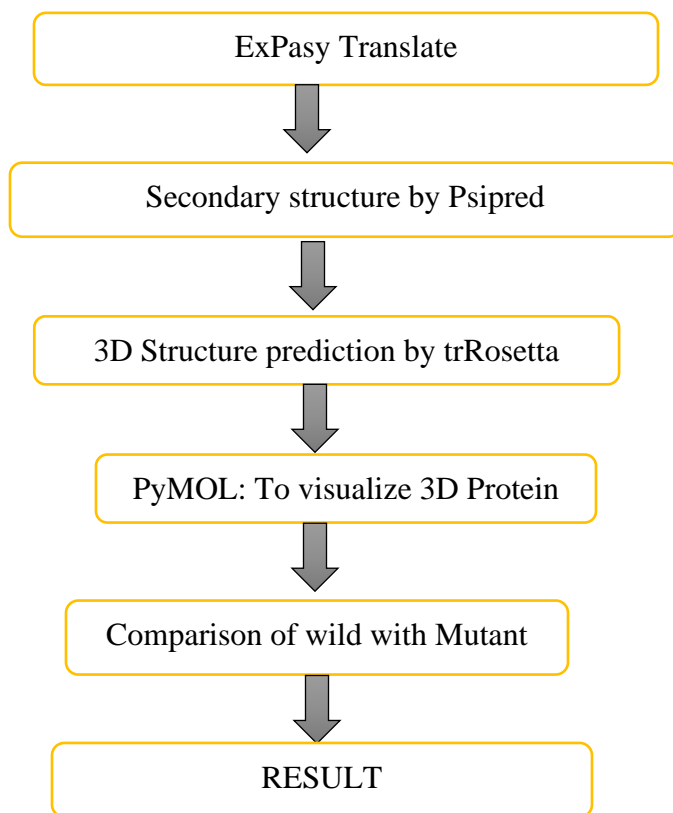 ExPasy Translate
Secondary structure by Psipred
3D Structure prediction by trRosetta
PyMOL: To visualize 3D Protein
Comparison of wild with Mutant
RESULT